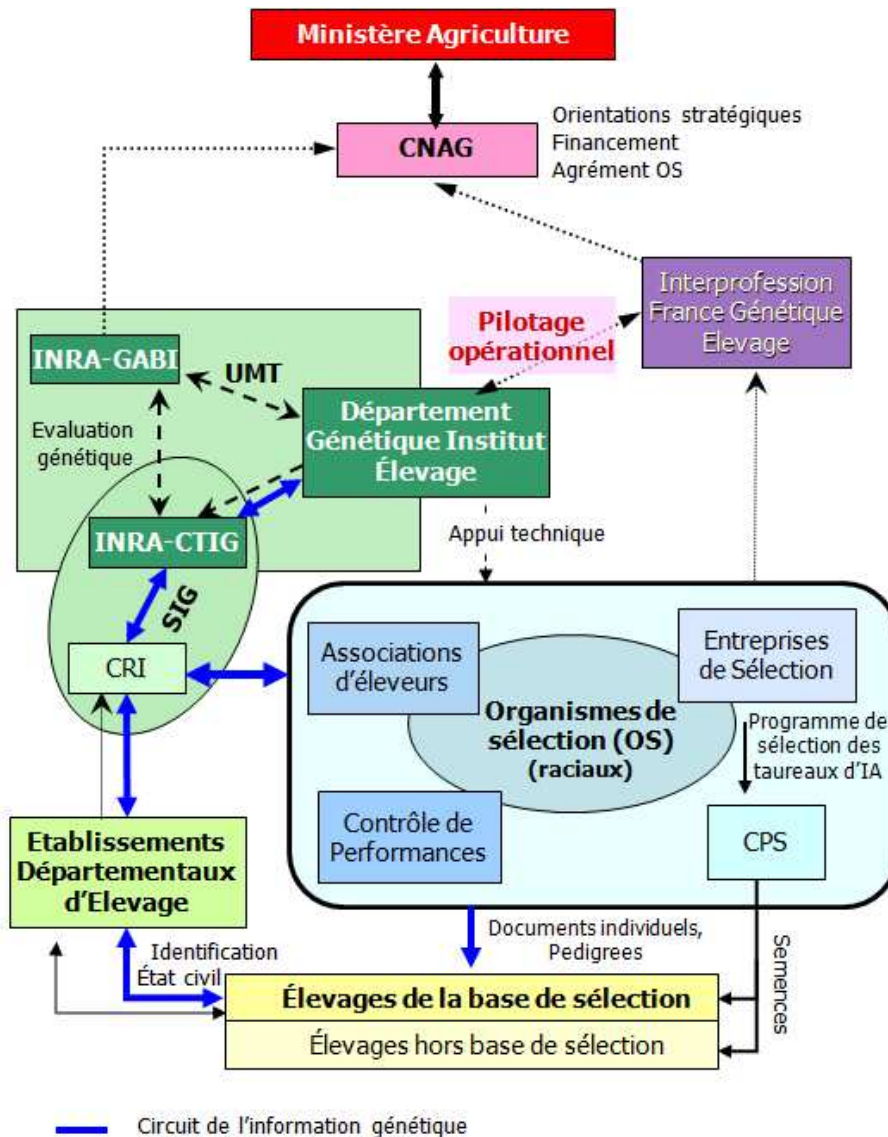 Ministère Agriculture
CNAG
Orientations stratégiques
Financement
Agrément OS
Interprofession
France Génétique
Elevage
Pilotage
opérationnel
INRA-GABI
UMT
Evaluation
génétique
Département
Génétique Institut
Élevage
INRA-CTIG
Appui technique
SIG
CRI
Associations
d'éleveurs
Entreprises
de Sélection
Organismes de
sélection (OS)
(raciaux)
Programme de
sélection des
taureaux d'IA
Contrôle de
Performances
CPS
Etablissements
Départementaux
d'Elevage
Identification
État civil
Documents individuels,
Pedigrees
Semences
Élevages de la base de sélection
Élevages hors base de sélection
Circuit de l'information génétique